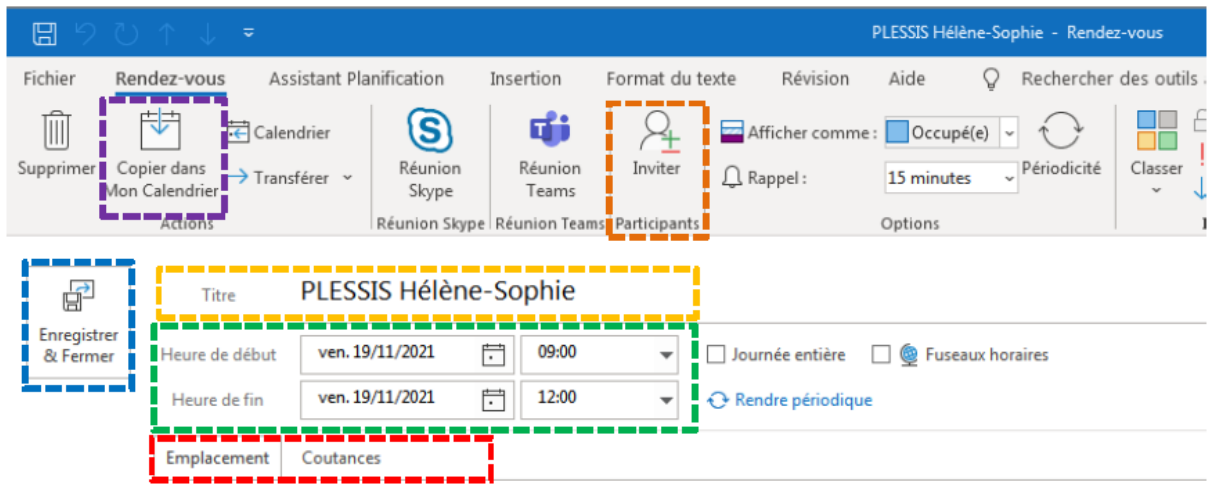 PLESSIS Hélène-Sophie - Rendez-vous
Fichier Rendez-vous Assistant Planification Insertion Format du texte Révision Aide Rechercher des outils
Supprimer
Copier dans
Mon Calendrier
Calendrier
Transférer
Actions
Réunion
Skype
Réunion Skype
Réunion
Teams
Réunion Teams
Inviter
Participants
Afficher comme : Occupé(e)
Rappel : 15 minutes
Périodicité
Options
Classer
Enregistrer
& Fermer
Titre PLESSIS Hélène-Sophie
Heure de début ven. 19/11/2021 09:00 Journée entière Fuseaux horaires
Heure de fin ven. 19/11/2021 12:00 Rendre périodique
Emplacement Coutances